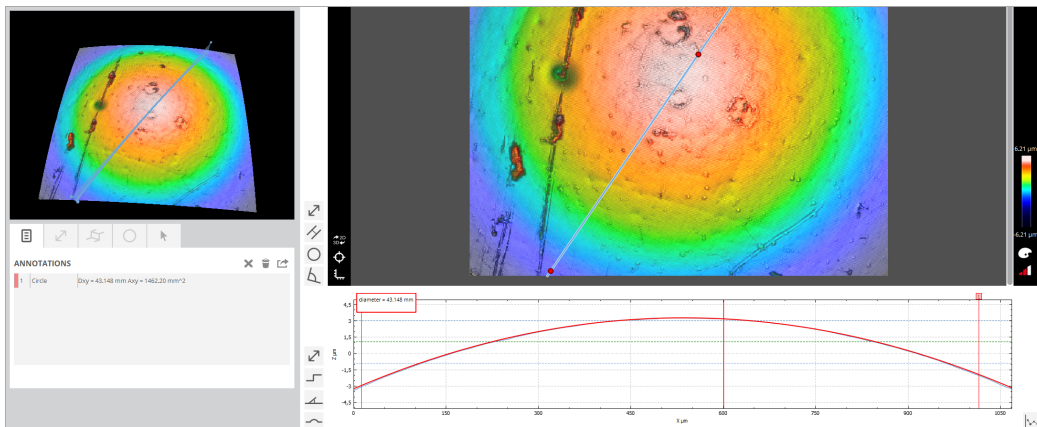 2D
3D
6.21 µm
-6.21 µm
ANNOTATIONS
1 Circle Dxy = 43.148 mm Axy = 1462.20 mm^2
diameter = 43.148 mm
4,5
3
1,5
0
-1,5
-3
-4,5
Z µm
0 150 300 450 600 750 900 1050
X µm